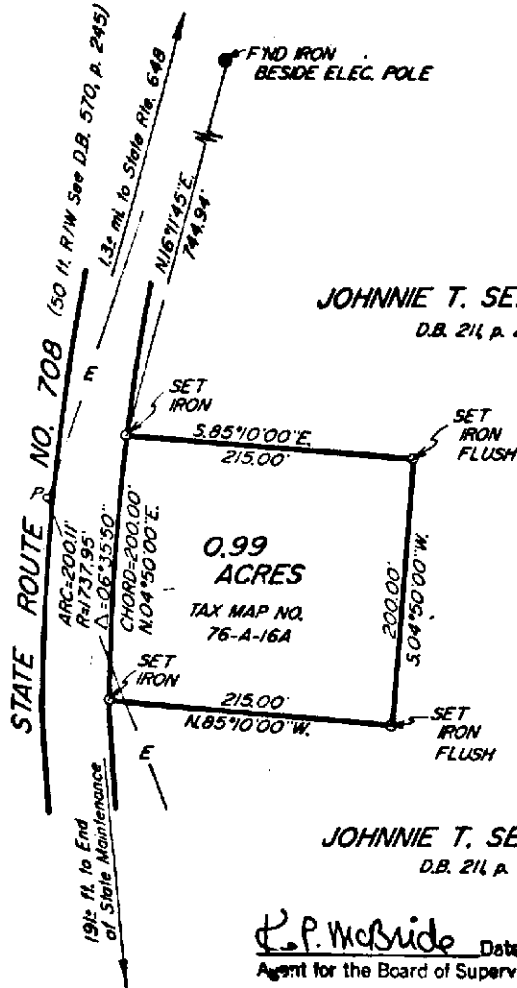 F'ND IRON
BESIDE ELEC. POLE
STATE ROUTE NO. 708 (50 ft. R/W See D.B. 570, p. 245)
1.3± mi. to State Rte. 648
N.16°11'45"E.
744.94'
JOHNNIE T. SE
D.B. 211, p.
E
SET
IRON
S.85°10'00"E.
215.00'
SET
IRON
FLUSH
P
ARC=200.11'
R=1737.95'
Δ=06°35'50"
CHORD=200.00'
N.04°50'00"E.
0.99
ACRES
TAX MAP NO.
76-A-16A
200.00'
S.04°50'00"W.
SET
IRON
215.00'
N.85°10'00"W.
SET
IRON
FLUSH
E
191± ft. to End
of State Maintenance
JOHNNIE T. SE
D.B. 211, p.
K.P. McBride Date
Agent for the Board of Superv